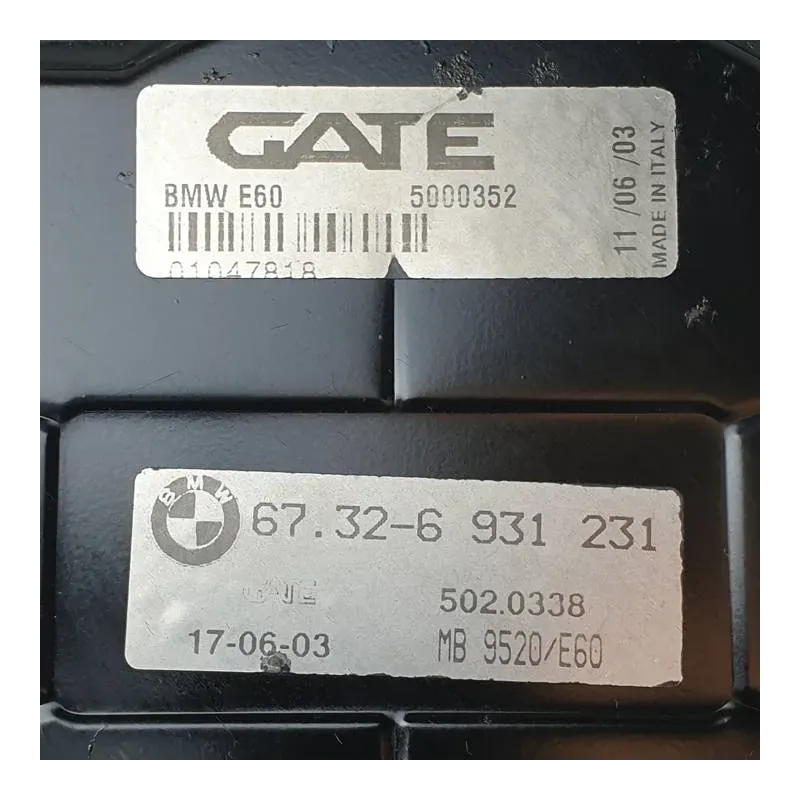 GATE
BMW E60 5000352
01047818
11 /06 /03
MADE IN ITALY
BMW 67.32-6 931 231
GATE 502.0338
17-06-03 MB 9520/E60